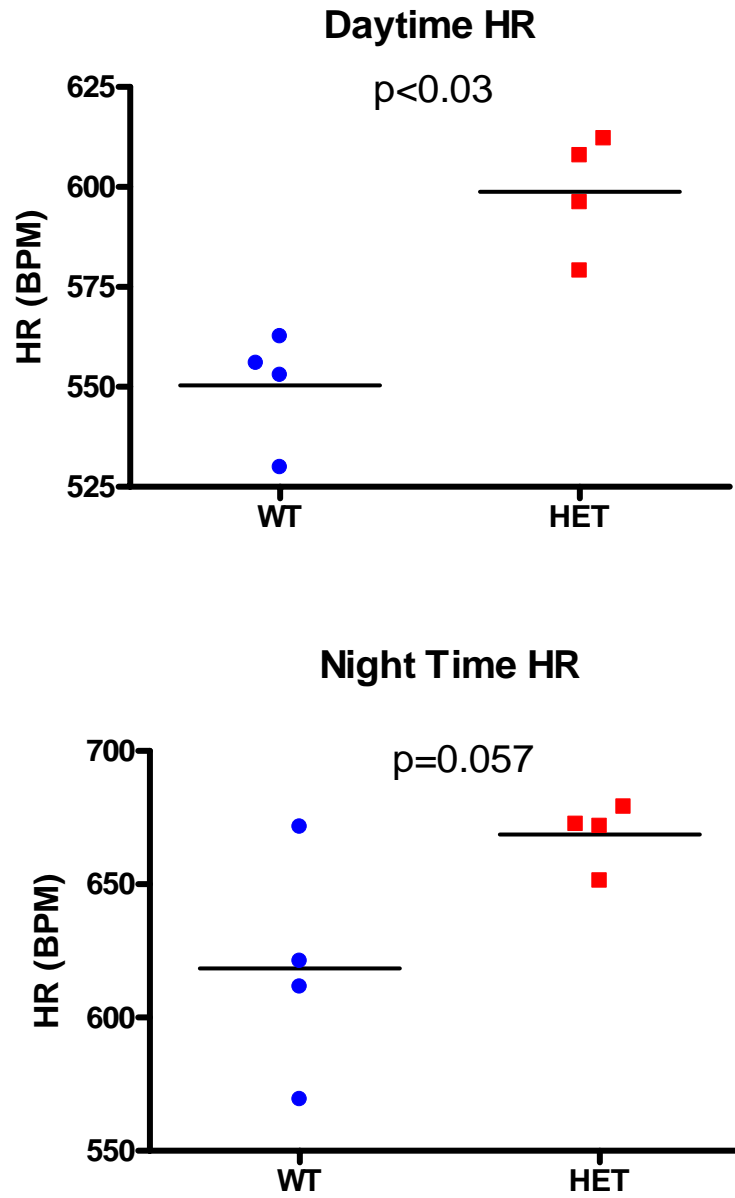 Daytime HR
p<0.03
625
600
575
550
525
HR (BPM)
WT HET
Night Time HR
p=0.057
700
650
600
550
HR (BPM)
WT HET